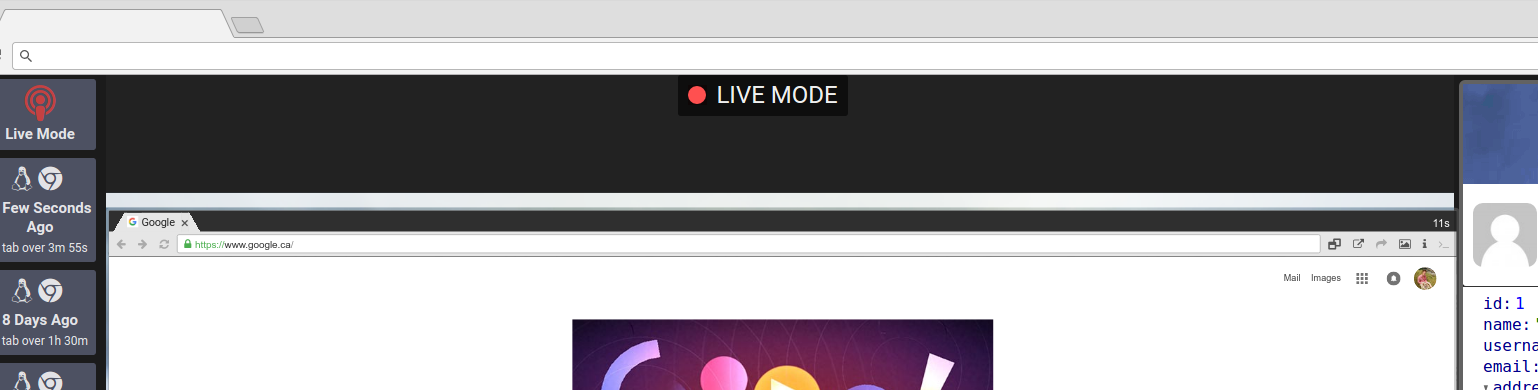 LIVE MODE
Live Mode
Few Seconds
Ago
tab over 3m 55s
8 Days Ago
tab over 1h 30m
Google
11s
https://www.google.ca/
Mail Images
id: 1
name: "
userna
email:
addre